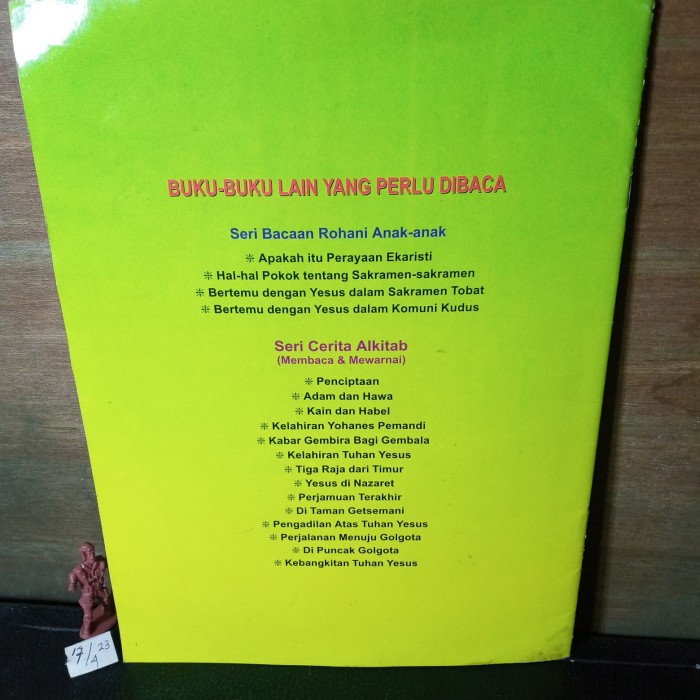 BUKU-BUKU LAIN YANG PERLU DIBACA
Seri Bacaan Rohani Anak-anak
❊ Apakah itu Perayaan Ekaristi
❊ Hal-hal Pokok tentang Sakramen-sakramen
❊ Bertemu dengan Yesus dalam Sakramen Tobat
❊ Bertemu dengan Yesus dalam Komuni Kudus
Seri Cerita Alkitab
(Membaca & Mewarnai)
❊ Penciptaan
❊ Adam dan Hawa
❊ Kain dan Habel
❊ Kelahiran Yohanes Pemandi
❊ Kabar Gembira Bagi Gembala
❊ Kelahiran Tuhan Yesus
❊ Tiga Raja dari Timur
❊ Yesus di Nazaret
❊ Perjamuan Terakhir
❊ Di Taman Getsemani
❊ Pengadilan Atas Tuhan Yesus
❊ Perjalanan Menuju Golgota
❊ Di Puncak Golgota
❊ Kebangkitan Tuhan Yesus
17/4 23